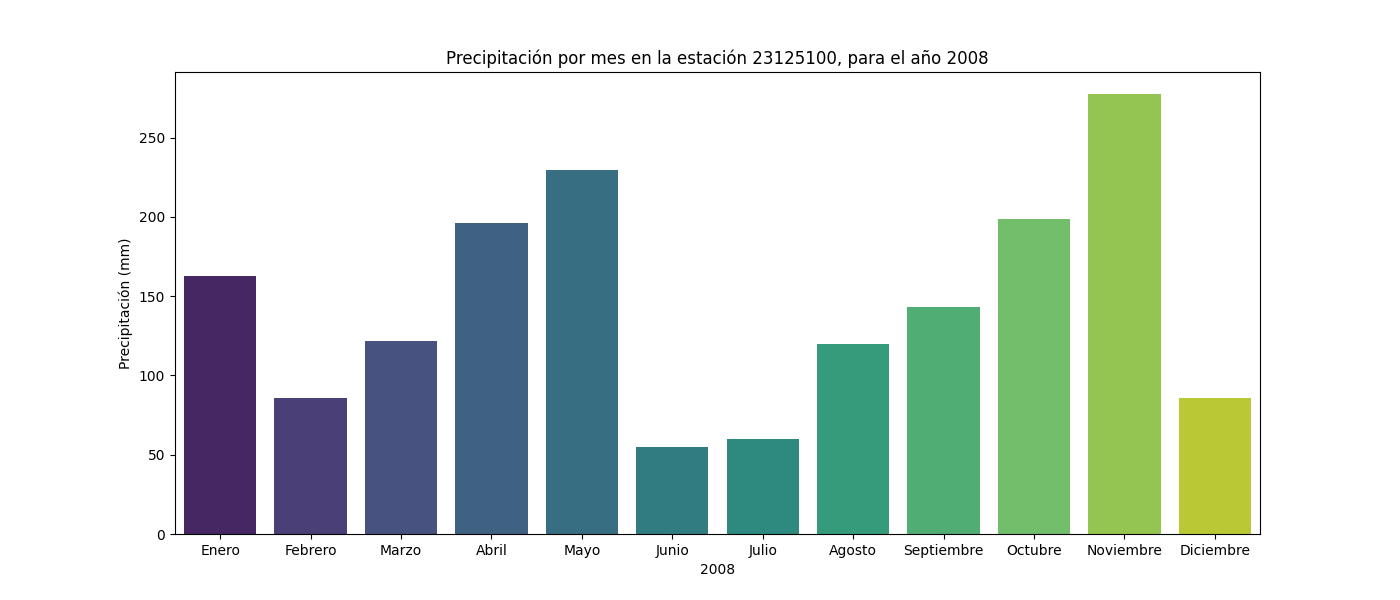 Precipitación por mes en la estación 23125100, para el año 2008
Precipitación (mm)
250
200
150
100
50
0
Enero Febrero Marzo Abril Mayo Junio Julio Agosto Septiembre Octubre Noviembre Diciembre
2008